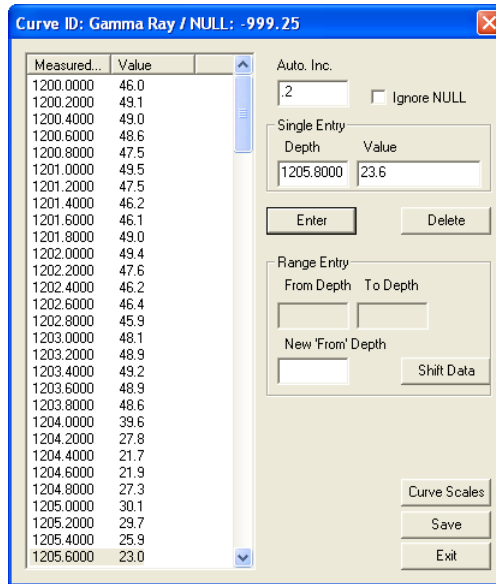 Curve ID: Gamma Ray / NULL: -999.25
Measured... Value
1200.0000 46.0
1200.2000 49.1
1200.4000 49.0
1200.6000 48.6
1200.8000 47.5
1201.0000 49.5
1201.2000 47.5
1201.4000 46.2
1201.6000 46.1
1201.8000 49.0
1202.0000 49.4
1202.2000 47.6
1202.4000 46.2
1202.6000 46.4
1202.8000 45.9
1203.0000 48.1
1203.2000 48.9
1203.4000 49.2
1203.6000 48.9
1203.8000 48.6
1204.0000 39.6
1204.2000 27.8
1204.4000 21.7
1204.6000 21.9
1204.8000 27.3
1205.0000 30.1
1205.2000 29.7
1205.4000 25.9
1205.6000 23.0
Auto. Inc.
.2
Ignore NULL
Single Entry
Depth Value
1205.8000 23.6
Enter Delete
Range Entry
From Depth To Depth
New 'From' Depth
Shift Data
Curve Scales
Save
Exit